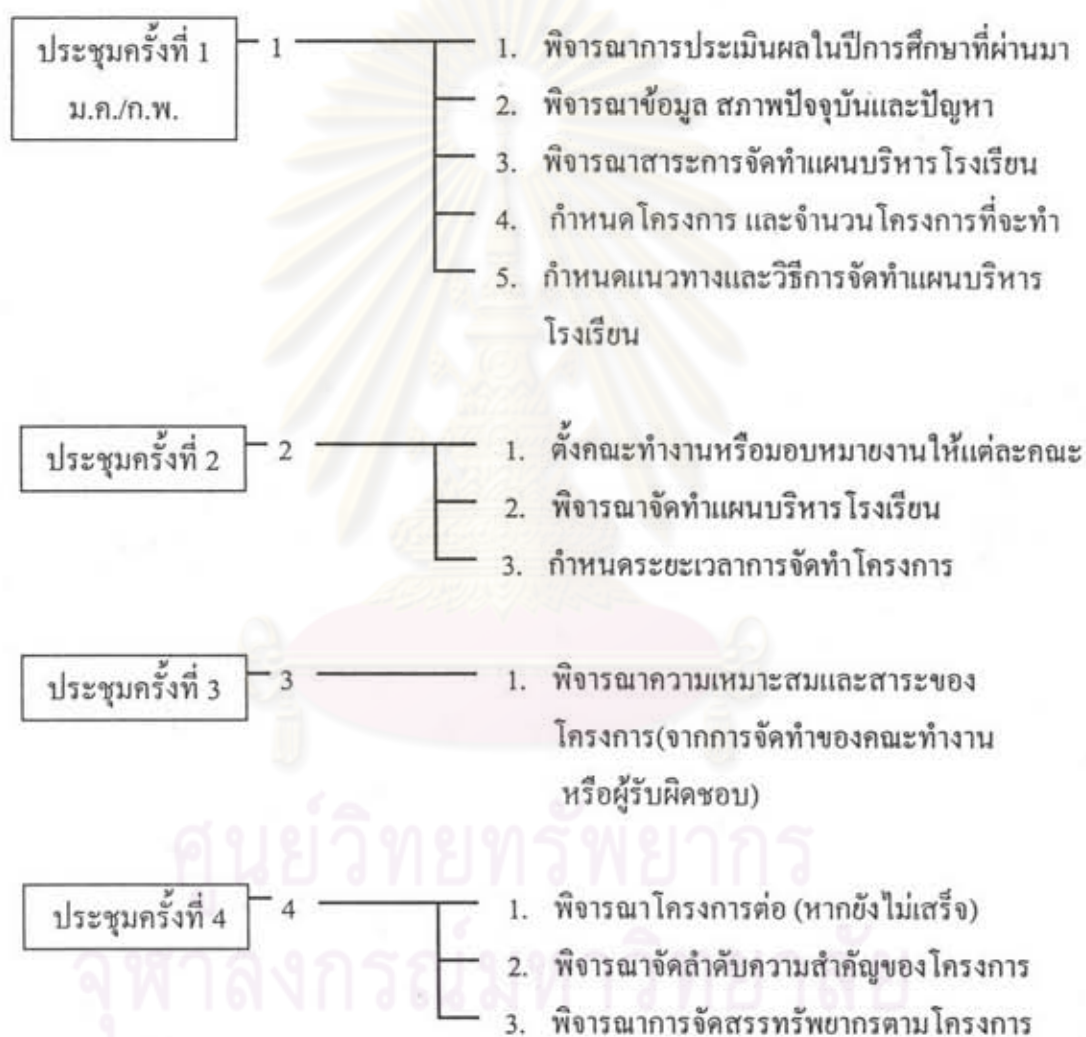 ประชุมครั้งที่ 1 1 1. พิจารณาการประเมินผลในปีการศึกษาที่ผ่านมา
ม.ค./ก.พ. 2. พิจารณาข้อมูล สภาพปัจจุบันและปัญหา
3. พิจารณาสาระการจัดทำแผนบริหารโรงเรียน
4. กำหนดโครงการ และจำนวนโครงการที่จะทำ
5. กำหนดแนวทางและวิธีการจัดทำแผนบริหาร
โรงเรียน
ประชุมครั้งที่ 2 2 1. ตั้งคณะทำงานหรือมอบหมายงานให้แต่ละคณะ
2. พิจารณาจัดทำแผนบริหารโรงเรียน
3. กำหนดระยะเวลาการจัดทำโครงการ
ประชุมครั้งที่ 3 3 1. พิจารณาความเหมาะสมและสาระของ
โครงการ(จากการจัดทำของคณะทำงาน
หรือผู้รับผิดชอบ)
ศูนย์วิทยทรัพยากร
ประชุมครั้งที่ 4 4 1. พิจารณาโครงการต่อ (หากยังไม่เสร็จ)
2. พิจารณาจัดลำดับความสำคัญของโครงการ
จุฬาลงกรณ์มหาวิทยาลัย
3. พิจารณาการจัดสรรทรัพยากรตามโครงการ